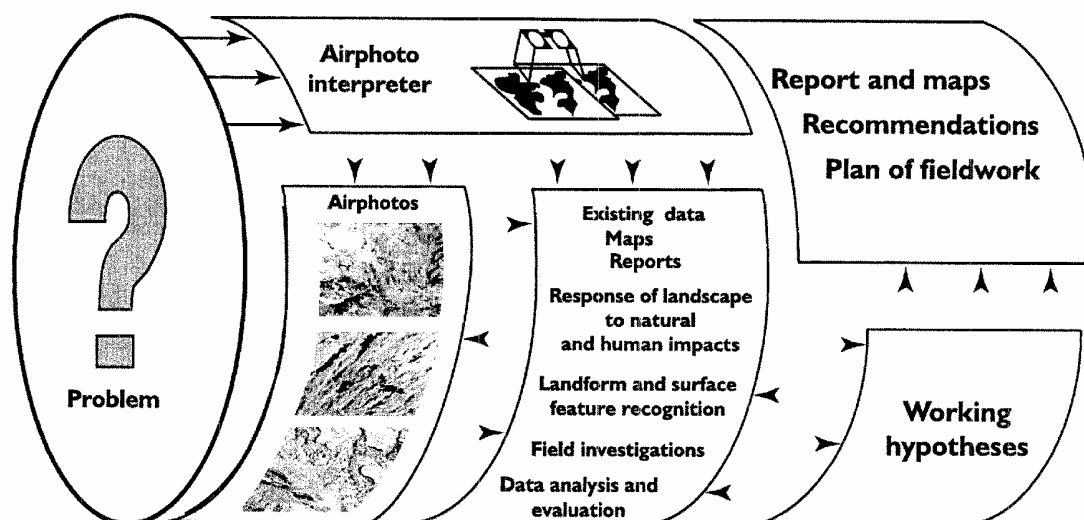 Airphoto
interpreter
Report and maps
Recommendations
Plan of fieldwork
Problem
Airphotos
Existing data
Maps
Reports
Response of landscape
to natural
and human impacts
Landform and surface
feature recognition
Field investigations
Data analysis and
evaluation
Working
hypotheses